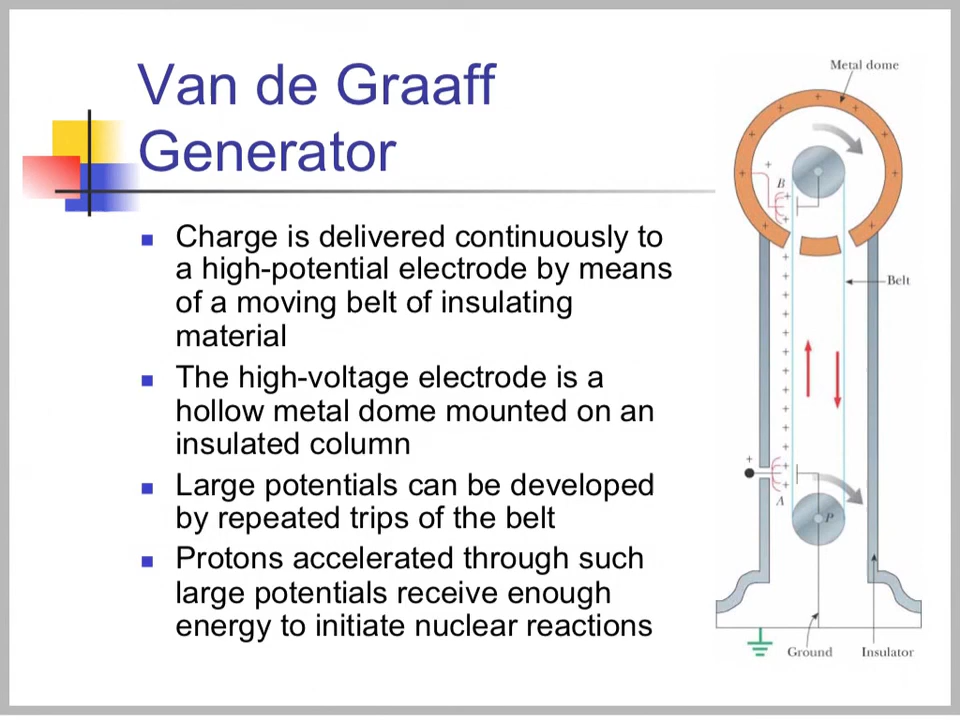 Van de Graaff
Generator
Charge is delivered continuously to
a high-potential electrode by means
of a moving belt of insulating
material
The high-voltage electrode is a
hollow metal dome mounted on an
insulated column
Large potentials can be developed
by repeated trips of the belt
Protons accelerated through such
large potentials receive enough
energy to initiate nuclear reactions
Metal dome
B
Belt
A
P
Ground
Insulator